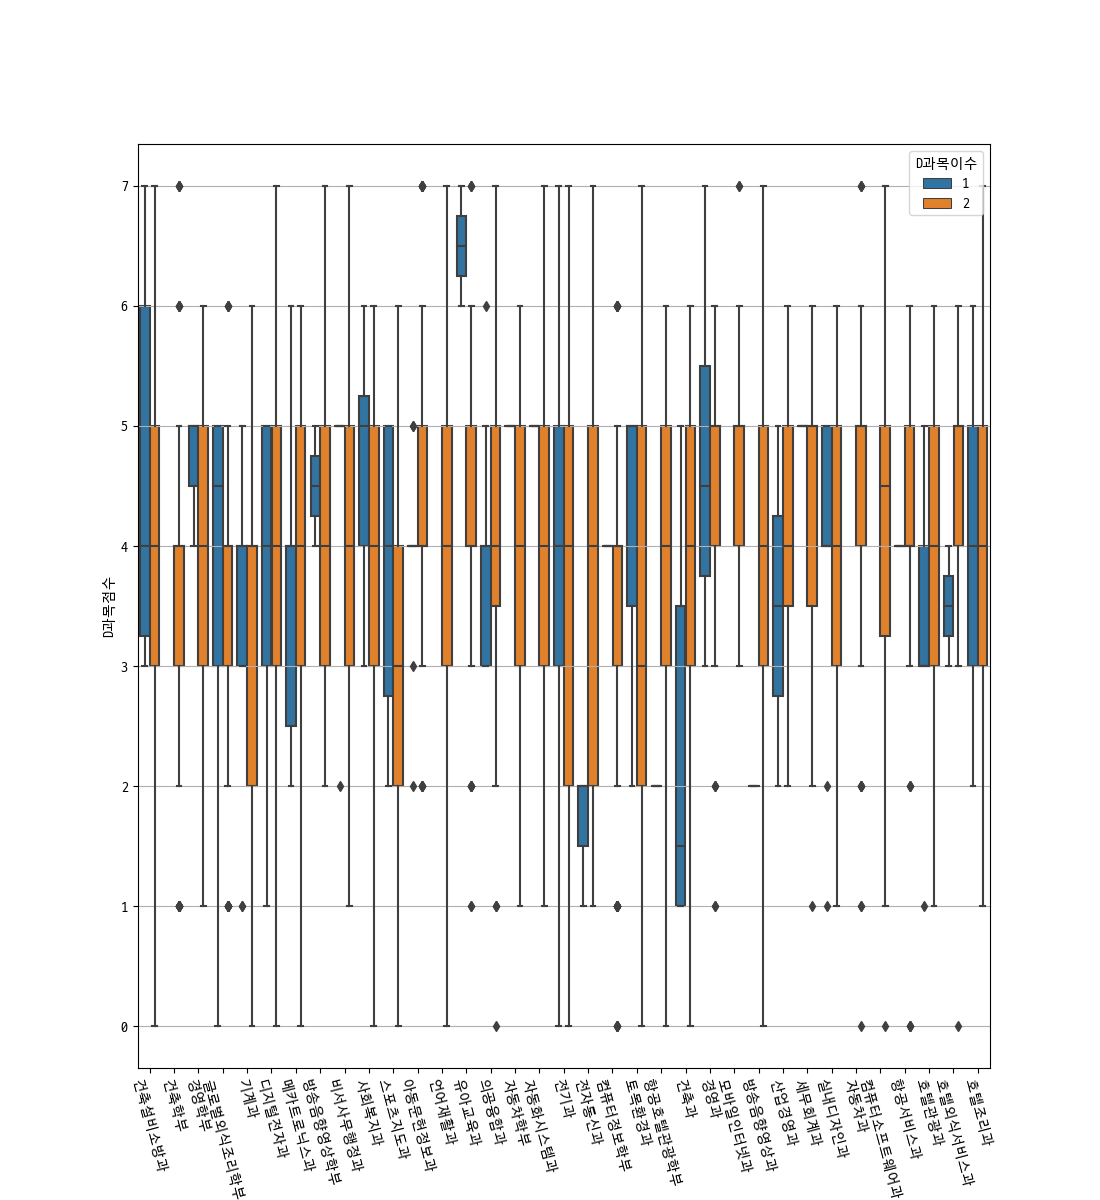 D과목이수
1
2
D과목점수
7
6
5
4
3
2
1
0
건축설비소방과
건축학부
경영학부
글로벌외식조리학부
기계과
디지털전자과
메카트로닉스과
방송음향영상학부
비서사무행정과
사회복지과
스포츠지도과
아동문헌정보과
언어재활과
유아교육과
의공융합과
자동차학부
자동화시스템과
전기과
전자통신과
컴퓨터정보학부
토목환경과
항공호텔관광학부
건축과
경영과
모바일인터넷과
방송음향영상과
산업경영과
세무회계과
실내디자인과
자동차과
컴퓨터소프트웨어과
항공서비스과
호텔관광과
호텔외식서비스과
호텔조리과